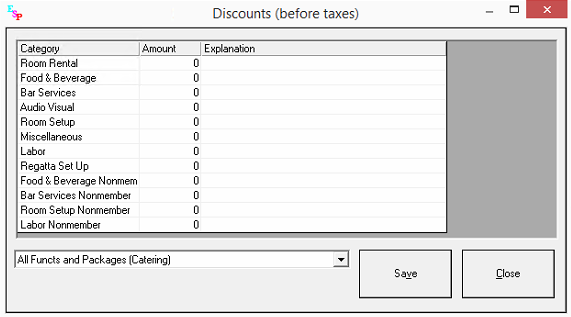 ESP
Discounts (before taxes)
Category Amount Explanation
Room Rental 0
Food & Beverage 0
Bar Services 0
Audio Visual 0
Room Setup 0
Miscellaneous 0
Labor 0
Regatta Set Up 0
Food & Beverage Nonmem 0
Bar Services Nonmember 0
Room Setup Nonmember 0
Labor Nonmember 0
All Functs and Packages (Catering)
Save
Close